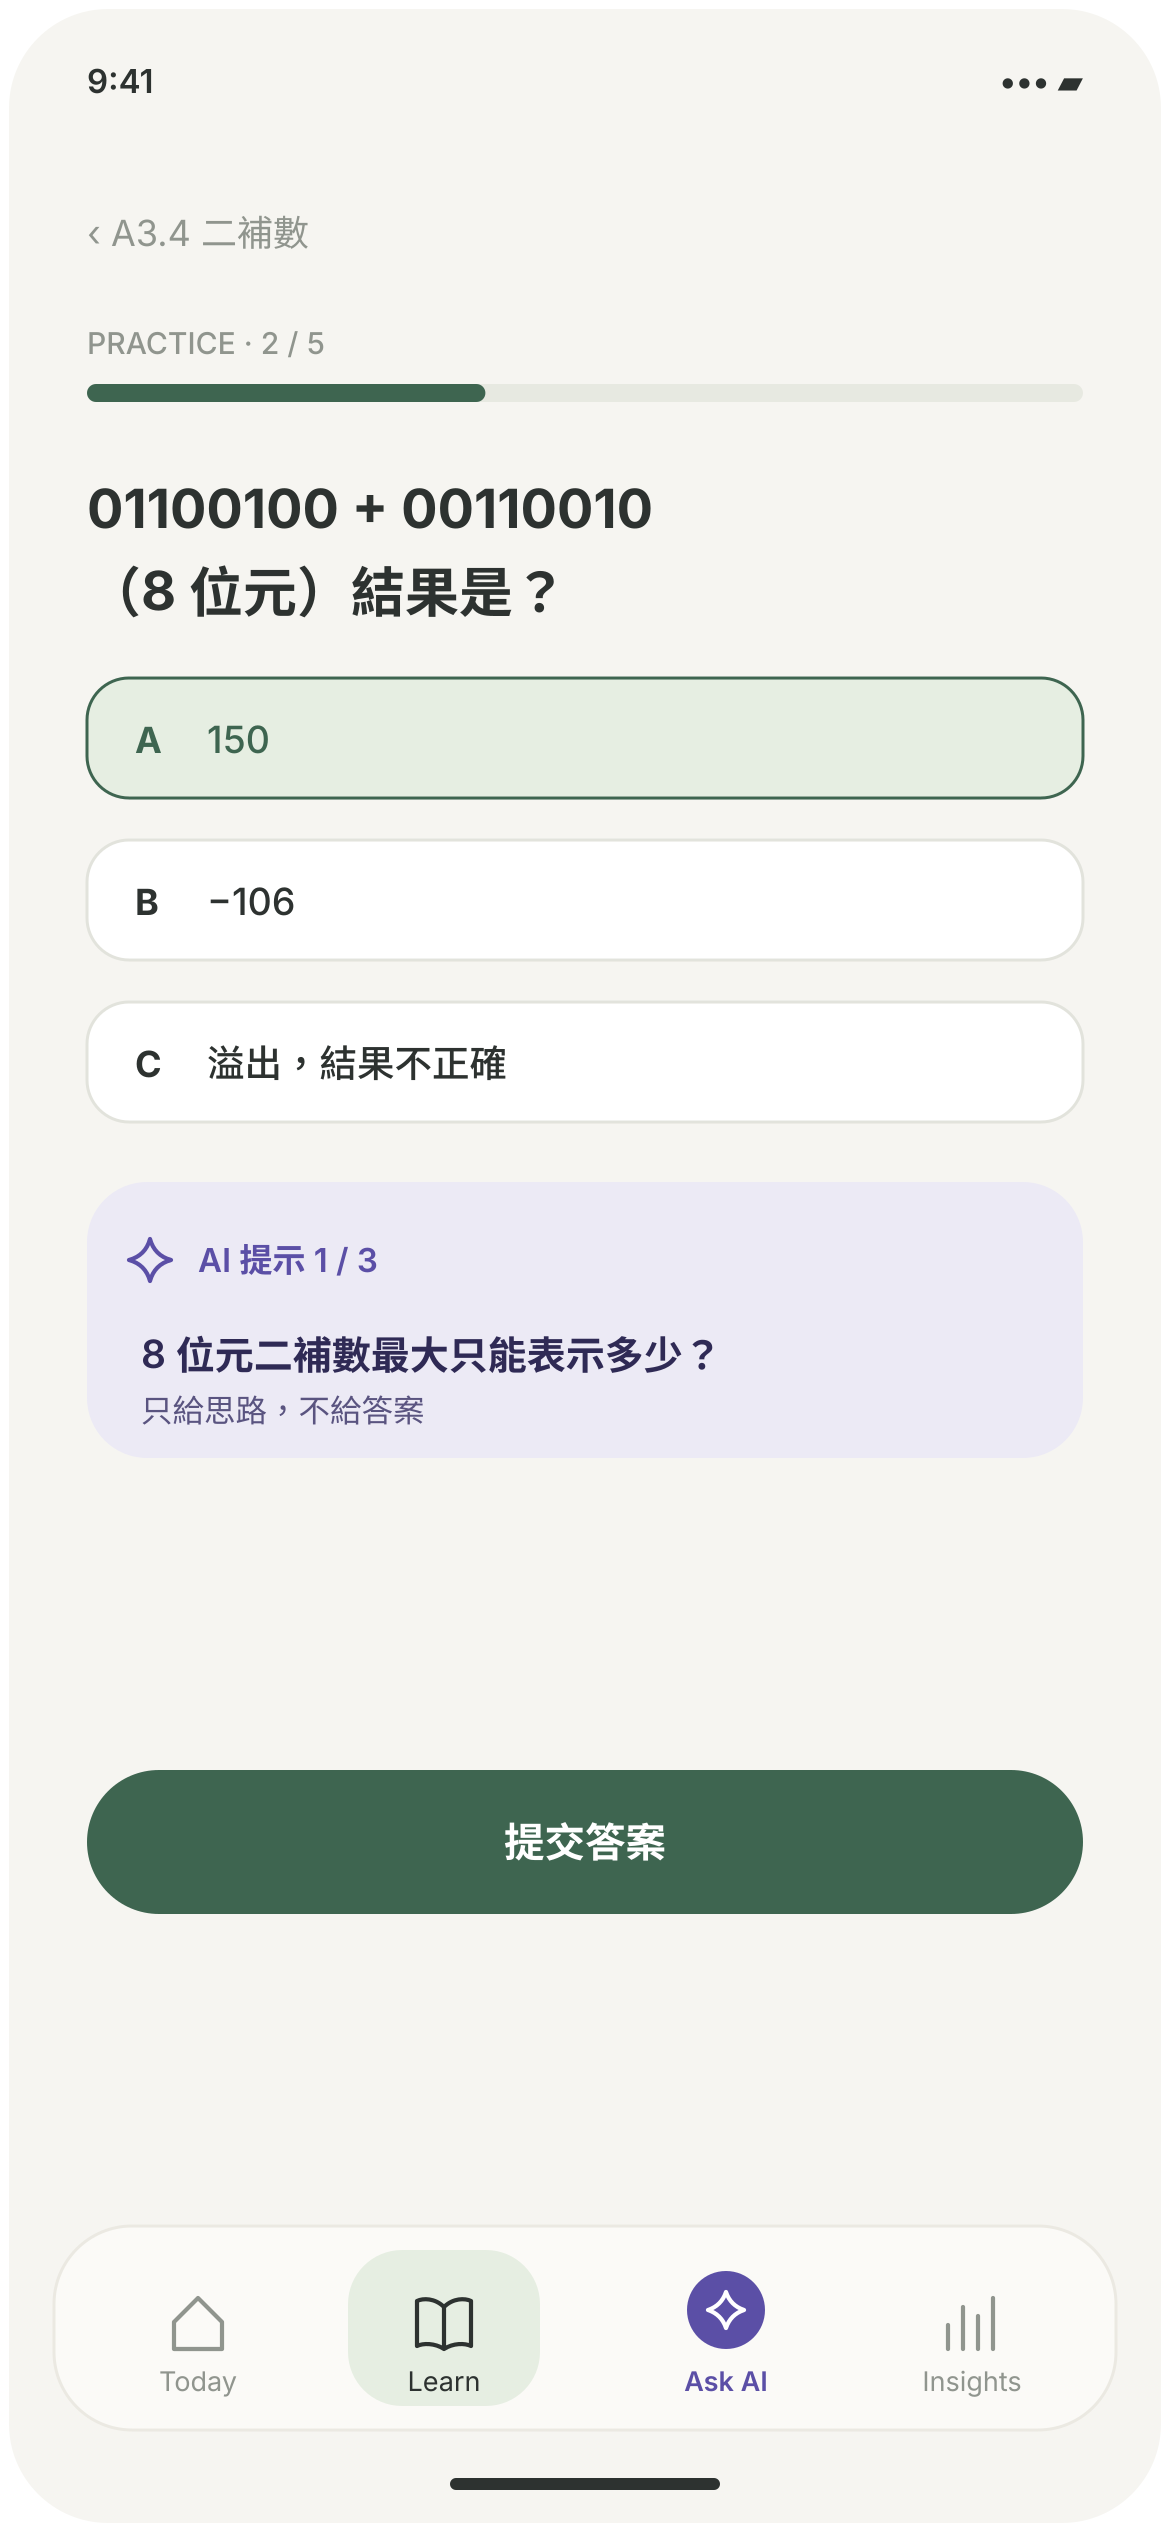 9:41
‹ A3.4 二補數
PRACTICE · 2 / 5
01100100 + 00110010
（8 位元）結果是？
A 150
B −106
C 溢出，結果不正確
AI 提示 1 / 3
8 位元二補數最大只能表示多少？
只給思路，不給答案
提交答案
Today Learn Ask AI Insights